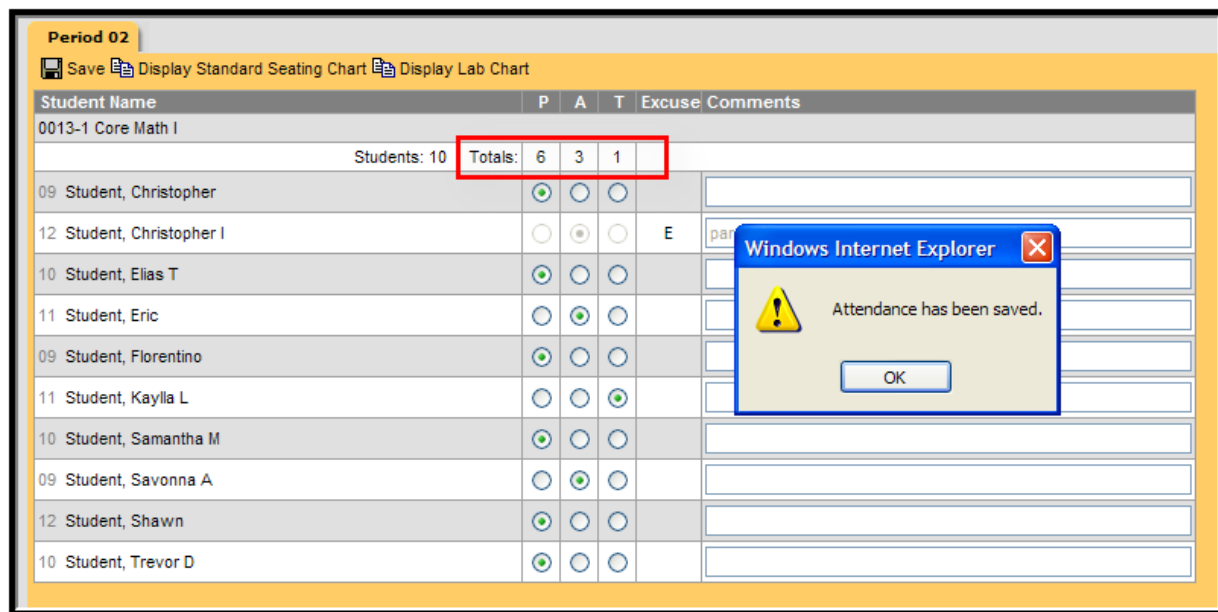 Period 02
Save Display Standard Seating Chart Display Lab Chart
Student Name P A T Excuse Comments
0013-1 Core Math I
Students: 10 Totals: 6 3 1
09 Student, Christopher
12 Student, Christopher I E par
10 Student, Elias T
11 Student, Eric
09 Student, Florentino
11 Student, Kaylla L
10 Student, Samantha M
09 Student, Savonna A
12 Student, Shawn
10 Student, Trevor D
Windows Internet Explorer
Attendance has been saved.
OK